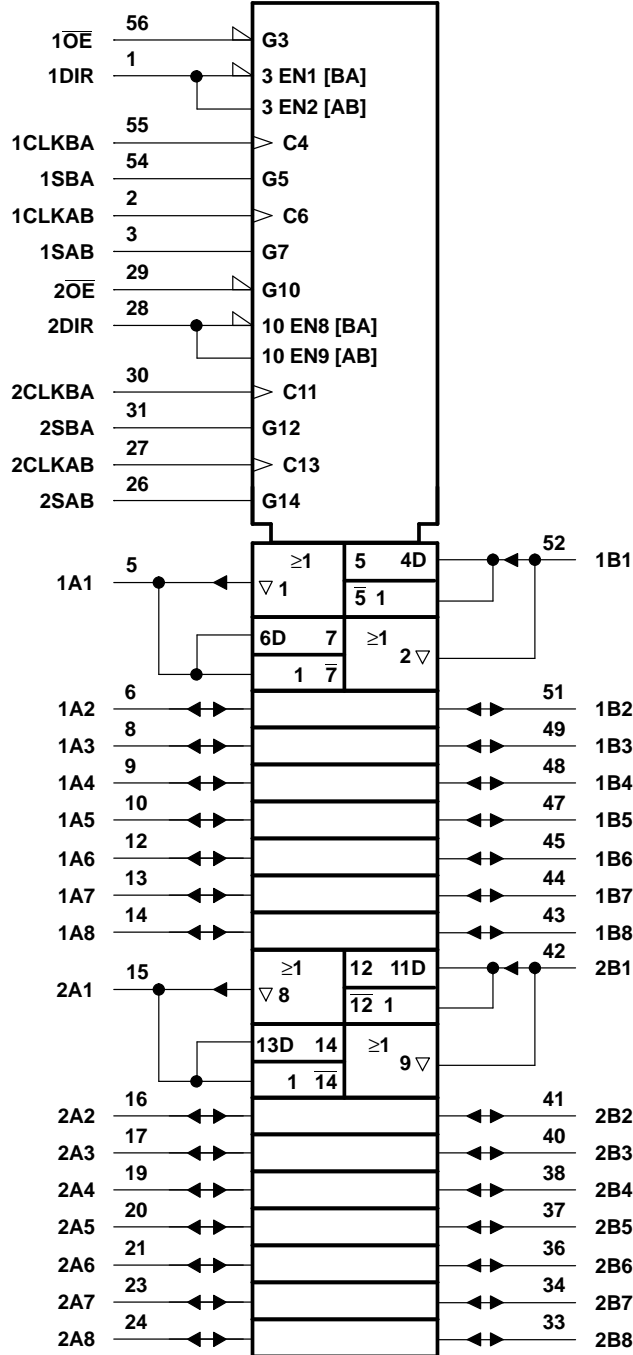 56
1O̅E̅ G3
1
1DIR 3 EN1 [BA]
3 EN2 [AB]
55
1CLKBA C4
54
1SBA G5
2
1CLKAB C6
3
1SAB G7
29
2O̅E̅ G10
28
2DIR 10 EN8 [BA]
10 EN9 [AB]
30
2CLKBA C11
31
2SBA G12
27
2CLKAB C13
26
2SAB G14
5 ≥1 5 4D 52
1A1 ▽ 1 5̅ 1 1B1
6D 7 ≥1
1 7̅ 2 ▽
6 51
1A2 1B2
8 49
1A3 1B3
9 48
1A4 1B4
10 47
1A5 1B5
12 45
1A6 1B6
13 44
1A7 1B7
14 43
1A8 1B8
15 ≥1 12 11D 42
2A1 ▽ 8 1̅2̅ 1 2B1
13D 14 ≥1
1 1̅4̅ 9 ▽
16 41
2A2 2B2
17 40
2A3 2B3
19 38
2A4 2B4
20 37
2A5 2B5
21 36
2A6 2B6
23 34
2A7 2B7
24 33
2A8 2B8